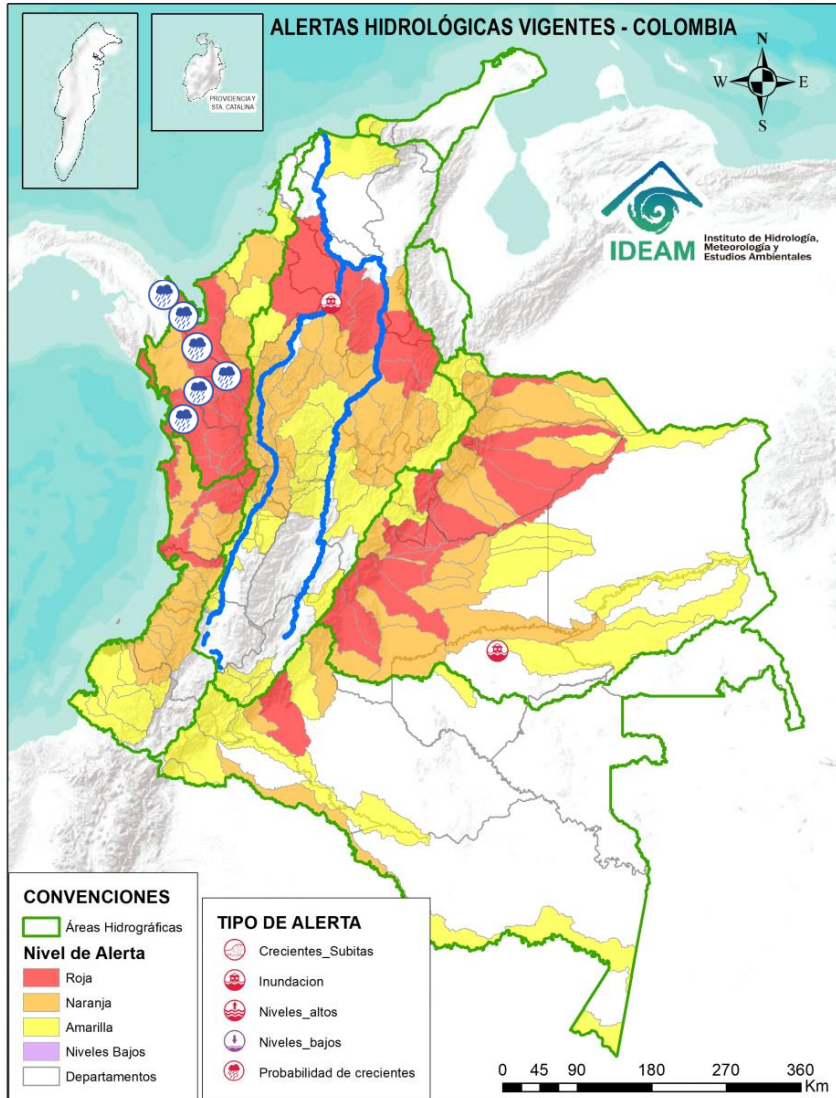 ALERTAS HIDROLÓGICAS VIGENTES - COLOMBIA
PROVIDENCIA Y
STA. CATALINA
N
W
E
S
IDEAM
Instituto de Hidrología,
Meteorología y
Estudios Ambientales
CONVENCIONES
Áreas Hidrográficas
Nivel de Alerta
Roja
Naranja
Amarilla
Niveles Bajos
Departamentos
TIPO DE ALERTA
Crecientes_Subitas
Inundacion
Niveles_altos
Niveles_bajos
Probabilidad de crecientes
0 45 90 180 270 360
Km